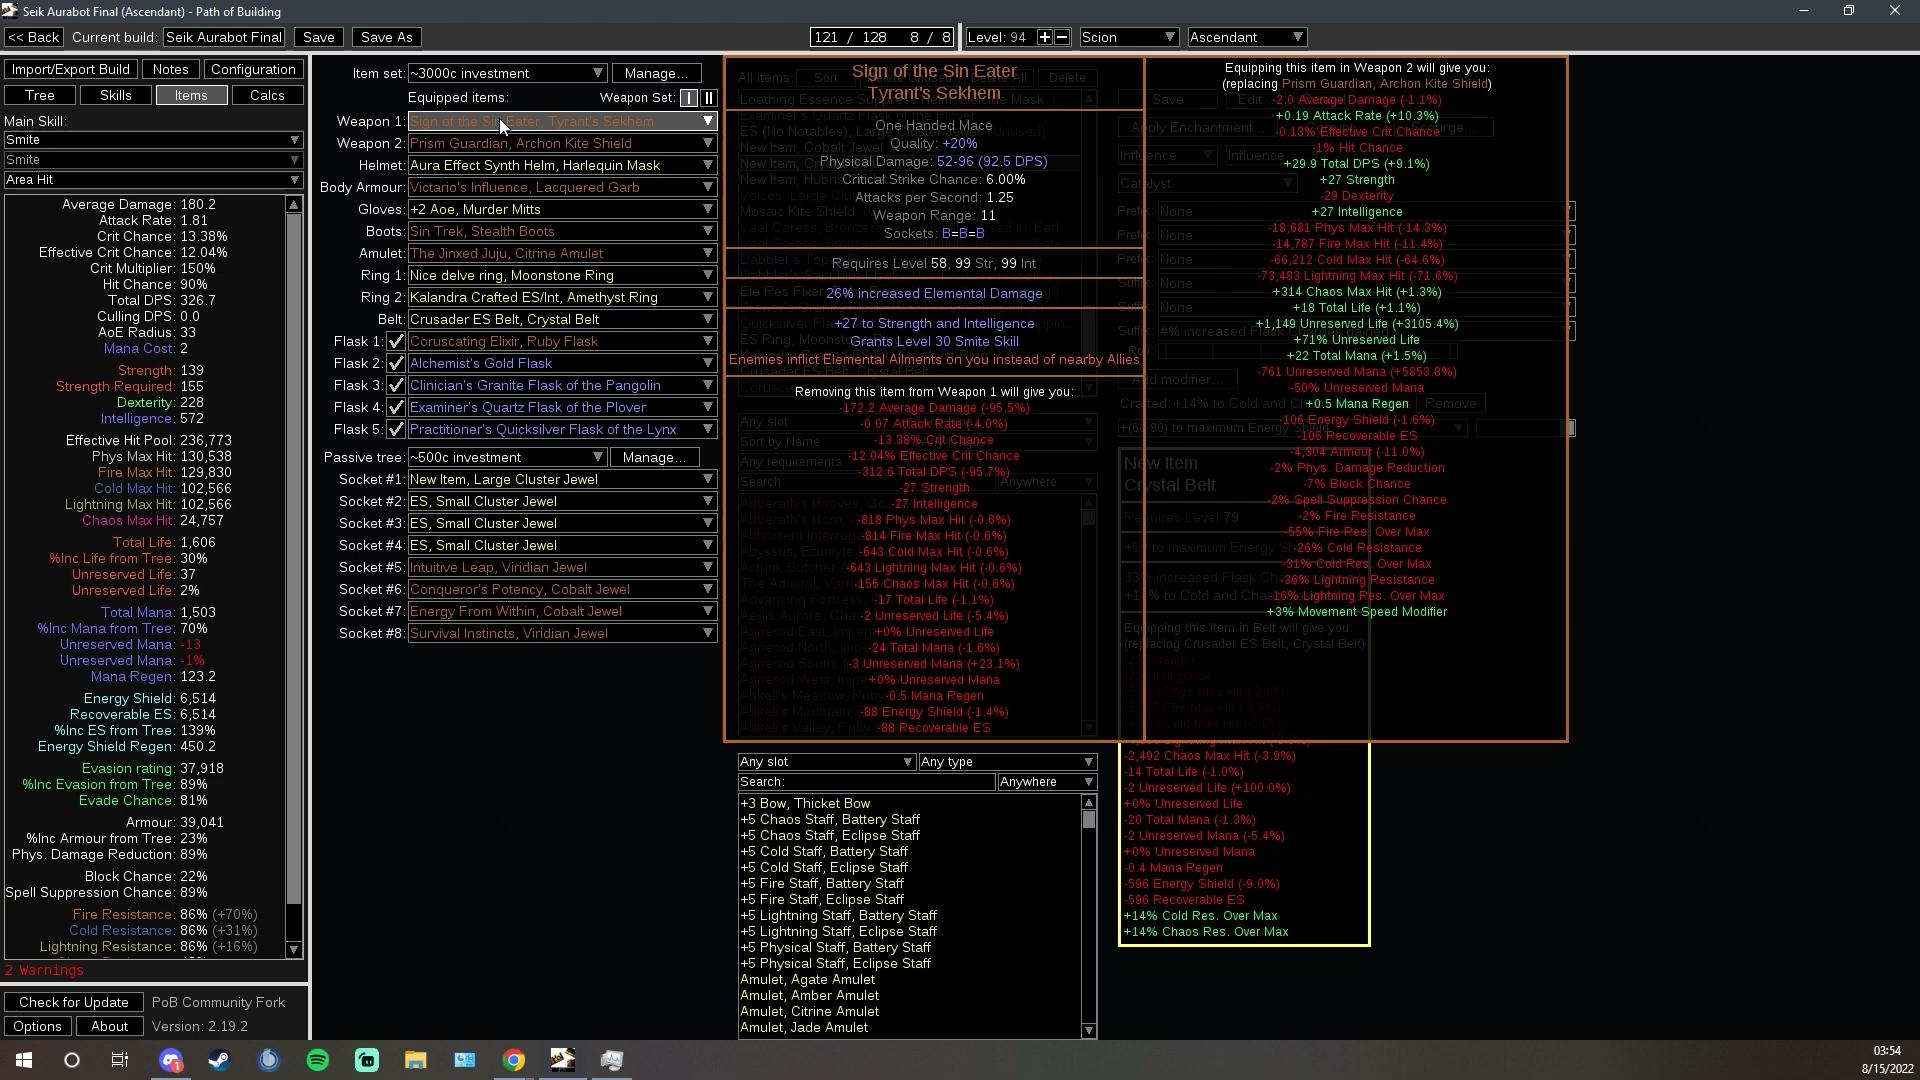 Seik Aurabot Final (Ascendant) - Path of Building
<< Back
Current build:
Seik Aurabot Final
Save
Save As
121 / 128 8 / 8
Level: 94
+
-
Scion
Ascendant
Import/Export Build
Notes
Configuration
Tree
Skills
Items
Calcs
Main Skill:
Smite
Smite
Area Hit
Average Damage: 180.2
Attack Rate: 1.81
Crit Chance: 13.38%
Effective Crit Chance: 12.04%
Crit Multiplier: 150%
Hit Chance: 90%
Total DPS: 326.7
Culling DPS: 0.0
AoE Radius: 33
Mana Cost: 2
Strength: 139
Strength Required: 155
Dexterity: 228
Intelligence: 572
Effective Hit Pool: 236,773
Phys Max Hit: 130,538
Fire Max Hit: 129,830
Cold Max Hit: 102,566
Lightning Max Hit: 102,566
Chaos Max Hit: 24,757
Total Life: 1,606
%Inc Life from Tree: 30%
Unreserved Life: 37
Unreserved Life: 2%
Total Mana: 1,503
%Inc Mana from Tree: 70%
Unreserved Mana: -13
Unreserved Mana: -1%
Mana Regen: 123.2
Energy Shield: 6,514
Recoverable ES: 6,514
%Inc ES from Tree: 139%
Energy Shield Regen: 450.2
Evasion rating: 37,918
%Inc Evasion from Tree: 89%
Evade Chance: 81%
Armour: 39,041
%Inc Armour from Tree: 23%
Phys. Damage Reduction: 89%
Block Chance: 22%
Spell Suppression Chance: 89%
Fire Resistance: 86% (+70%)
Cold Resistance: 86% (+31%)
Lightning Resistance: 86% (+16%)
2 Warnings
Check for Update
PoB Community Fork
Options
About
Version: 2.19.2
Item set: ~3000c investment
Manage...
Equipped items:
Weapon Set: I II
Weapon 1: Sign of the Sin Eater, Tyrant's Sekhem
Weapon 2: Prism Guardian, Archon Kite Shield
Helmet: Aura Effect Synth Helm, Harlequin Mask
Body Armour: Victario's Influence, Lacquered Garb
Gloves: +2 Aoe, Murder Mitts
Boots: Sin Trek, Stealth Boots
Amulet: The Jinxed Juju, Citrine Amulet
Ring 1: Nice delve ring, Moonstone Ring
Ring 2: Kalandra Crafted ES/Int, Amethyst Ring
Belt: Crusader ES Belt, Crystal Belt
Flask 1: Coruscating Elixir, Ruby Flask
Flask 2: Alchemist's Gold Flask
Flask 3: Clinician's Granite Flask of the Pangolin
Flask 4: Examiner's Quartz Flask of the Plover
Flask 5: Practitioner's Quicksilver Flask of the Lynx
Passive tree: ~500c investment
Manage...
Socket #1: New Item, Large Cluster Jewel
Socket #2: ES, Small Cluster Jewel
Socket #3: ES, Small Cluster Jewel
Socket #4: ES, Small Cluster Jewel
Socket #5: Intuitive Leap, Viridian Jewel
Socket #6: Conqueror's Potency, Cobalt Jewel
Socket #7: Energy From Within, Cobalt Jewel
Socket #8: Survival Instincts, Viridian Jewel
Sign of the Sin Eater
Tyrant's Sekhem
One Handed Mace
Quality: +20%
Physical Damage: 52-96 (92.5 DPS)
Critical Strike Chance: 6.00%
Attacks per Second: 1.25
Weapon Range: 11
Sockets: B=B=B
Requires Level 58, 99 Str, 99 Int
26% increased Elemental Damage
+27 to Strength and Intelligence
Grants Level 30 Smite Skill
Enemies inflict Elemental Ailments on you instead of nearby Allies
Removing this item from Weapon 1 will give you:
-172.2 Average Damage (-95.5%)
-0.07 Attack Rate (-4.0%)
-13.38% Crit Chance
-12.04% Effective Crit Chance
-312.6 Total DPS (-95.7%)
-27 Strength
-27 Intelligence
-818 Phys Max Hit (-0.6%)
-814 Fire Max Hit (-0.6%)
-643 Cold Max Hit (-0.6%)
-643 Lightning Max Hit (-0.6%)
-155 Chaos Max Hit (-0.6%)
-17 Total Life (-1.1%)
-2 Unreserved Life (-5.4%)
+0% Unreserved Life
-24 Total Mana (-1.6%)
-3 Unreserved Mana (+23.1%)
+0% Unreserved Mana
-0.5 Mana Regen
-88 Energy Shield (-1.4%)
-88 Recoverable ES
Equipping this item in Weapon 2 will give you:
(replacing Prism Guardian, Archon Kite Shield)
-2.0 Average Damage (-1.1%)
+0.19 Attack Rate (+10.3%)
-0.13% Effective Crit Chance
-1% Hit Chance
+29.9 Total DPS (+9.1%)
+27 Strength
-29 Dexterity
+27 Intelligence
-18,681 Phys Max Hit (-14.3%)
-14,787 Fire Max Hit (-11.4%)
-66,212 Cold Max Hit (-64.6%)
-73,483 Lightning Max Hit (-71.6%)
+314 Chaos Max Hit (+1.3%)
+18 Total Life (+1.1%)
+1,149 Unreserved Life (+3105.4%)
+71% Unreserved Life
+22 Total Mana (+1.5%)
-761 Unreserved Mana (+5853.8%)
-50% Unreserved Mana
+0.5 Mana Regen
-106 Energy Shield (-1.6%)
-106 Recoverable ES
-4,304 Armour (-11.0%)
-2% Phys. Damage Reduction
-7% Block Chance
-2% Spell Suppression Chance
-2% Fire Resistance
-55% Fire Res. Over Max
-26% Cold Resistance
-31% Cold Res. Over Max
-36% Lightning Resistance
-16% Lightning Res. Over Max
+3% Movement Speed Modifier
New Item
Crystal Belt
Requires Level 79
Equipping this item in Belt will give you:
(replacing Crusader ES Belt, Crystal Belt)
-2,492 Chaos Max Hit (-3.9%)
-14 Total Life (-1.0%)
-2 Unreserved Life (+100.0%)
+0% Unreserved Life
-20 Total Mana (-1.3%)
-2 Unreserved Mana (-5.4%)
+0% Unreserved Mana
-0.4 Mana Regen
-596 Energy Shield (-9.0%)
-596 Recoverable ES
+14% Cold Res. Over Max
+14% Chaos Res. Over Max
Any slot
Any type
Search:
Anywhere
+3 Bow, Thicket Bow
+5 Chaos Staff, Battery Staff
+5 Chaos Staff, Eclipse Staff
+5 Cold Staff, Battery Staff
+5 Cold Staff, Eclipse Staff
+5 Fire Staff, Battery Staff
+5 Fire Staff, Eclipse Staff
+5 Lightning Staff, Battery Staff
+5 Lightning Staff, Eclipse Staff
+5 Physical Staff, Battery Staff
+5 Physical Staff, Eclipse Staff
Amulet, Agate Amulet
Amulet, Amber Amulet
Amulet, Citrine Amulet
Amulet, Jade Amulet
03:54
8/15/2022